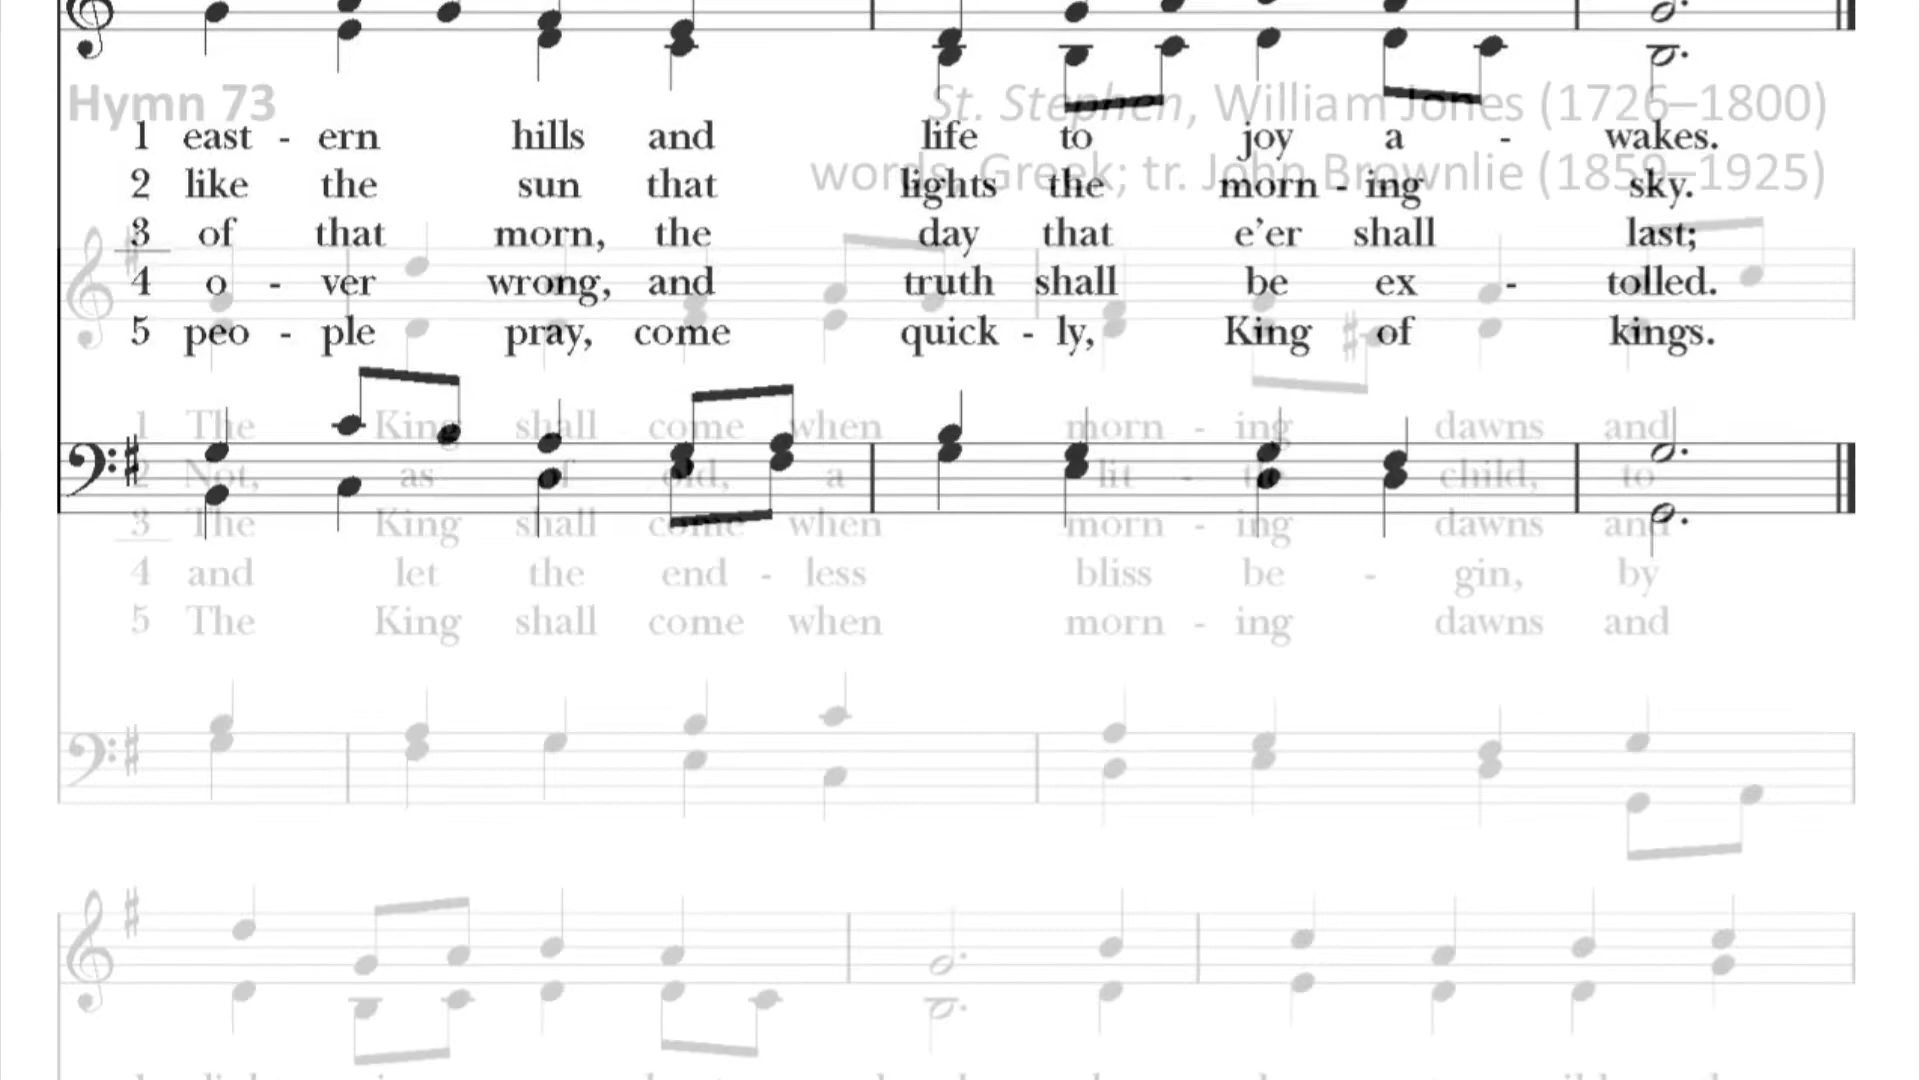 Hymn 73
St. Stephen, William Jones (1726–1800)
words, Greek; tr. John Brownlie (1859–1925)
1 east - ern hills and life to joy a - wakes.
2 like the sun that lights the morn - ing sky.
3 of that morn, the day that e’er shall last;
4 o - ver wrong, and truth shall be ex - tolled.
5 peo - ple pray, come quick - ly, King of kings.
1 The King shall come when morn - ing dawns and
2 Not, as of old, a lit - tle child, to
3 The King shall come when morn - ing dawns and
4 and let the end - less bliss be - gin, by
5 The King shall come when morn - ing dawns and